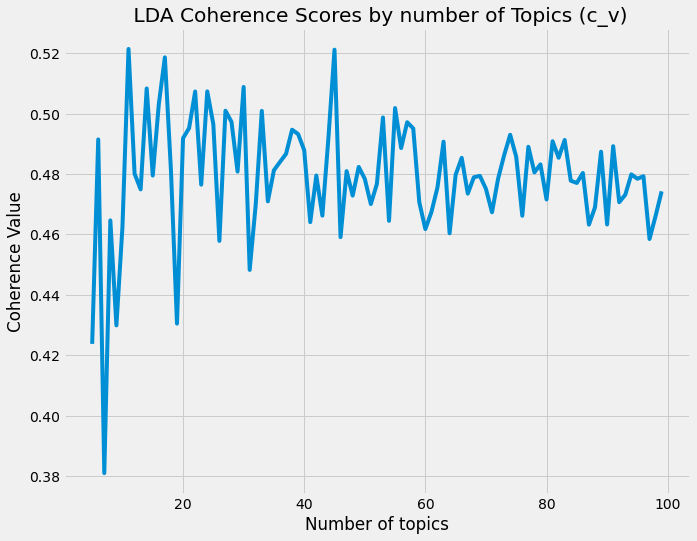 LDA Coherence Scores by number of Topics (c_v)
0.52
0.50
0.48
0.46
0.44
0.42
0.40
0.38
Coherence Value
20 40 60 80 100
Number of topics